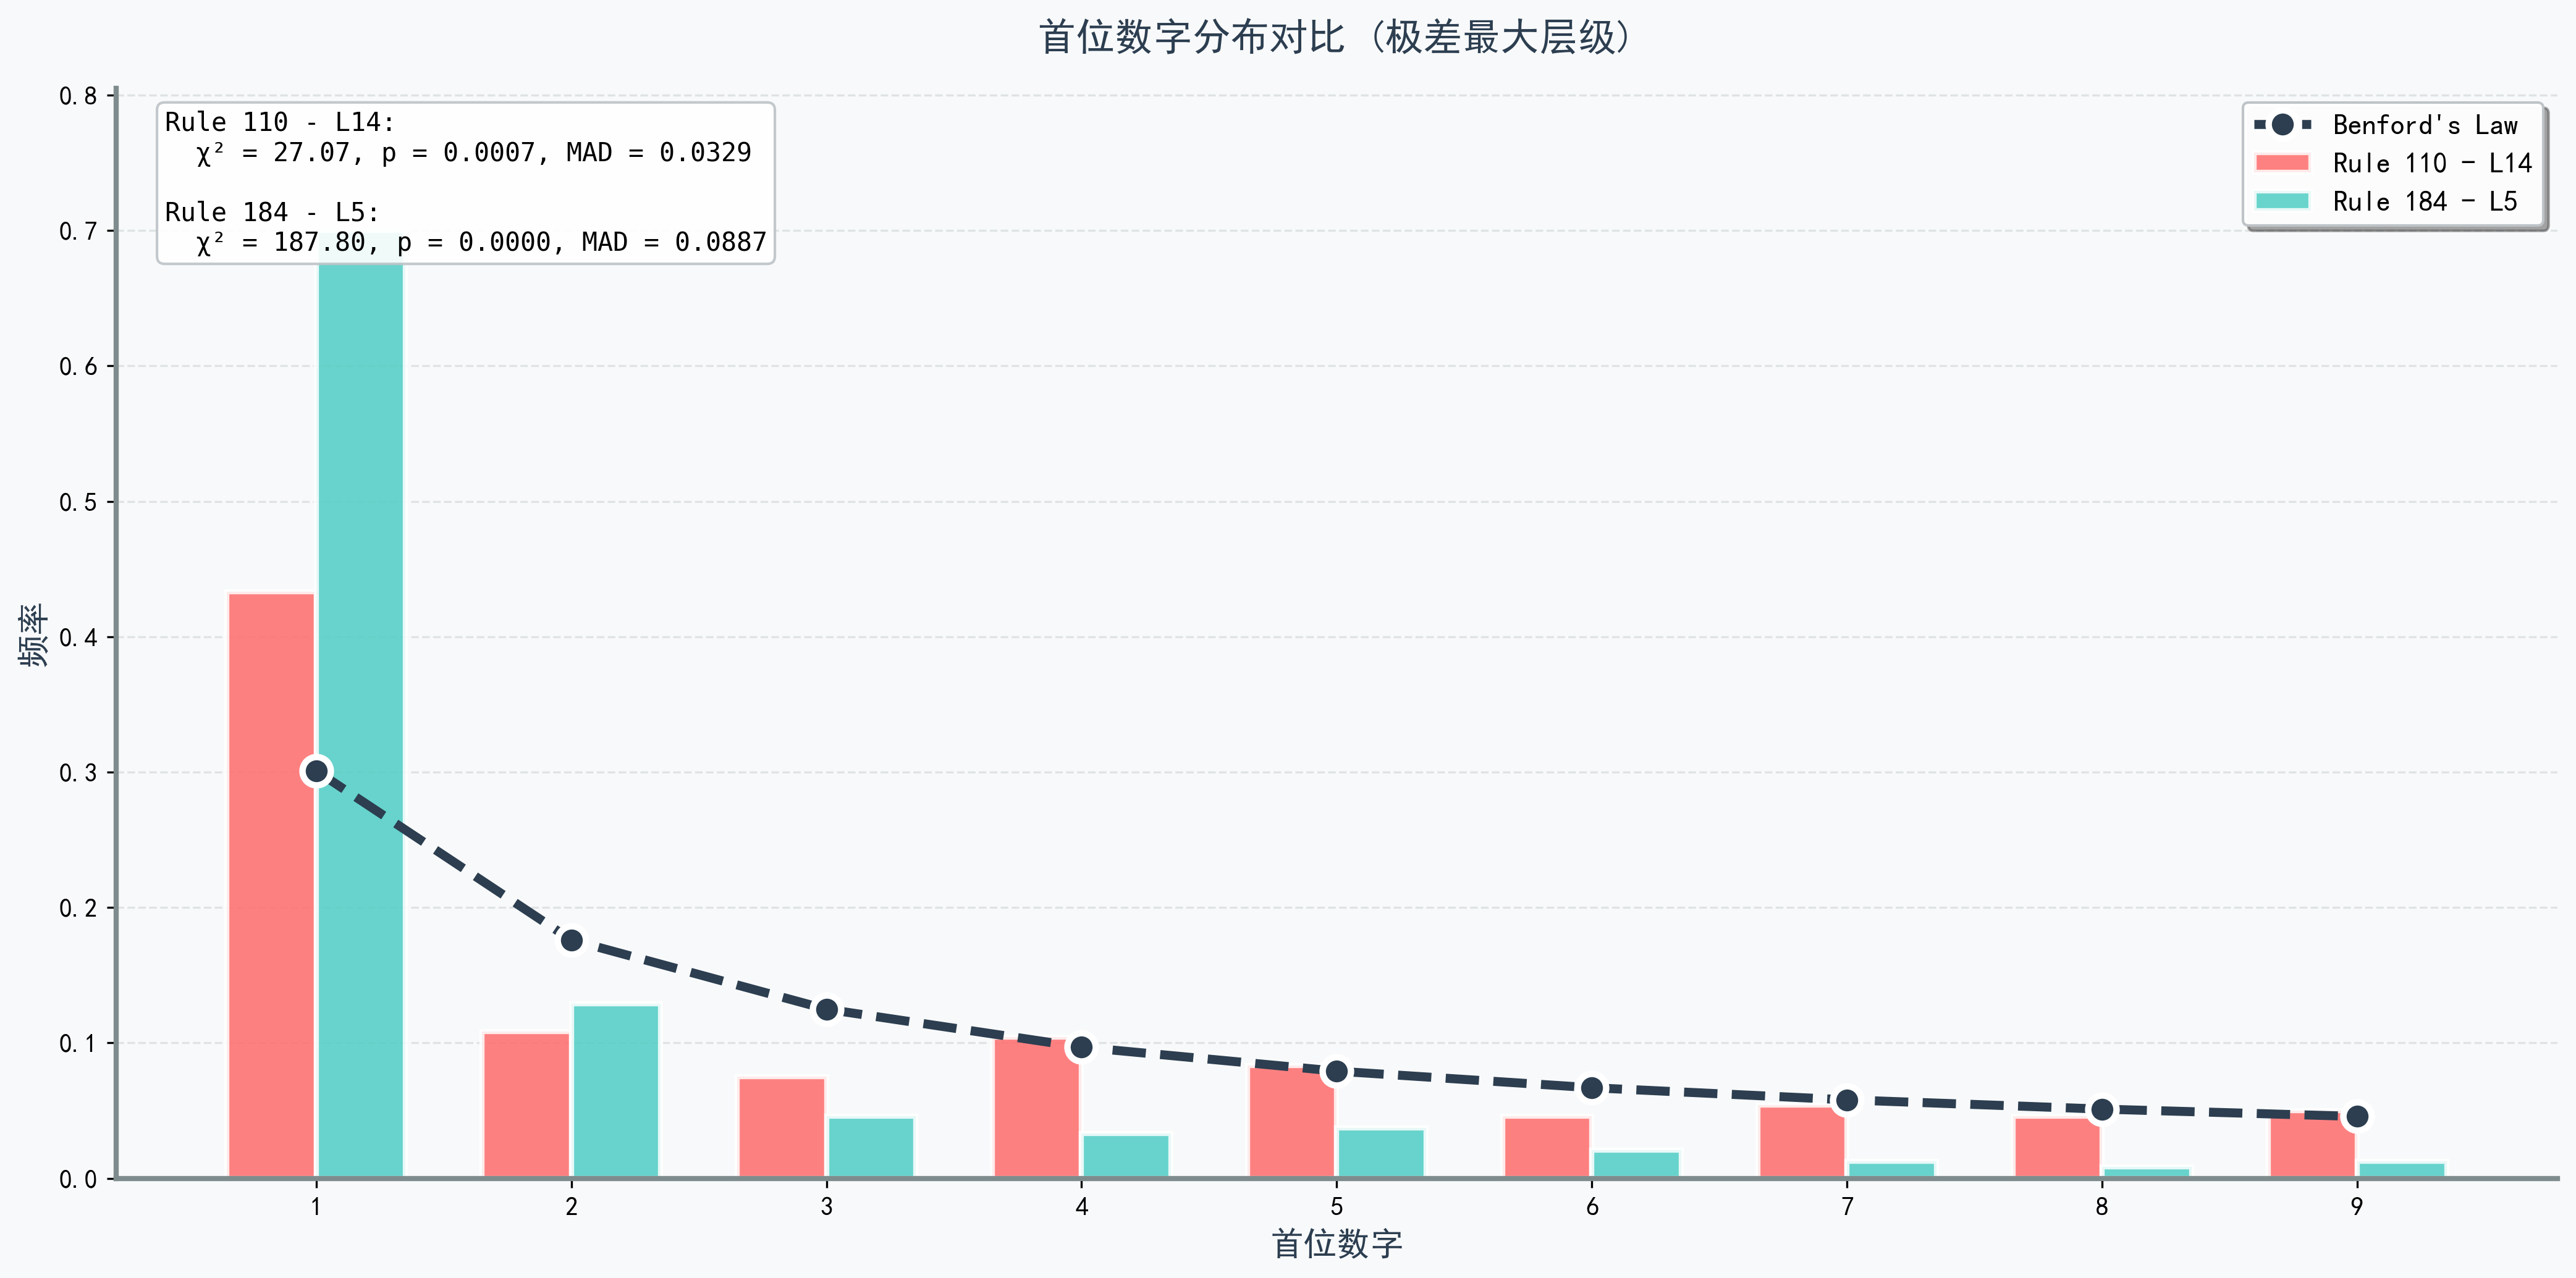 首位数字分布对比 (极差最大层级)
Rule 110 - L14:
χ² = 27.07, p = 0.0007, MAD = 0.0329
Rule 184 - L5:
χ² = 187.80, p = 0.0000, MAD = 0.0887
Benford's Law
Rule 110 - L14
Rule 184 - L5
频率
0.8
0.7
0.6
0.5
0.4
0.3
0.2
0.1
0.0
1 2 3 4 5 6 7 8 9
首位数字